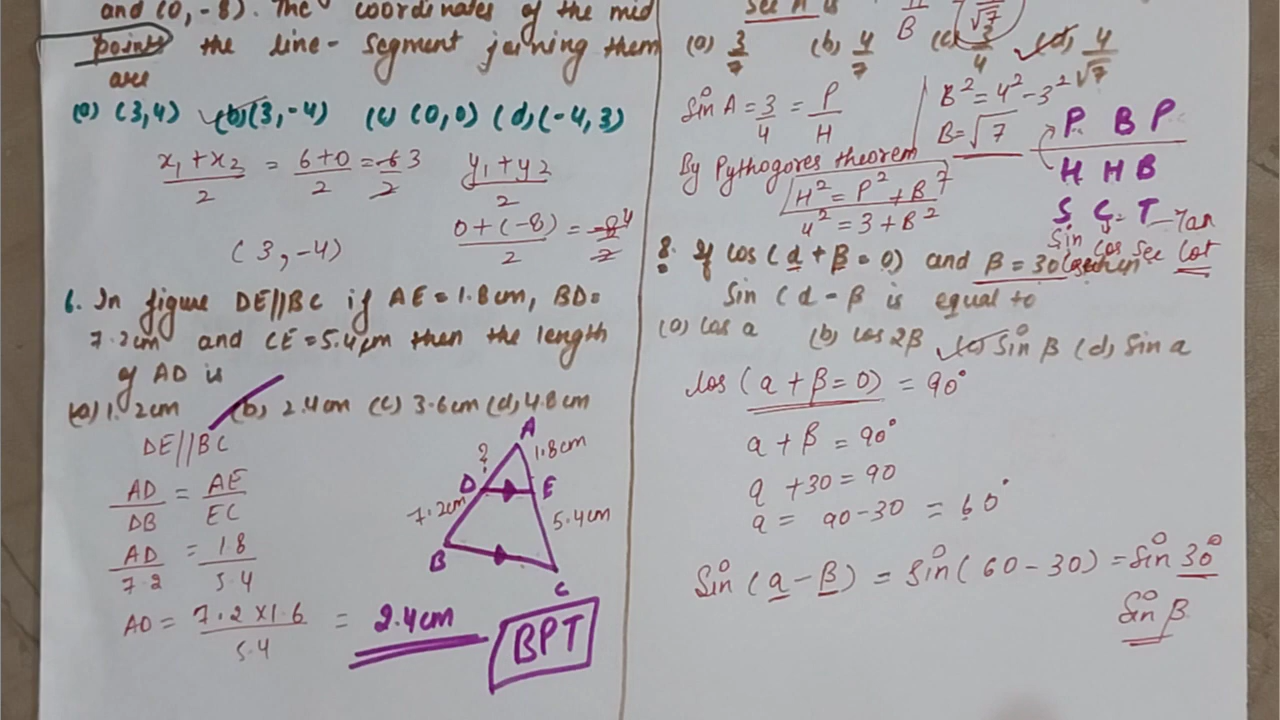 and (0,-8). The coordinates of the mid
points the line- segment joining them
are
(a) (3,4) (b) (3,-4) (c) (0,0) (d) (-4,3)
x₁+x₂/2 = 6+0/2 = 6/2 3
y₁+y₂/2
0+(-8)/2 = -8/2 4
(3,-4)
6. In figure DE||BC if AE=1.8cm, BD=
7.2cm and CE=5.4cm then the length
of AD is
(a) 1.2cm (b) 2.4cm (c) 3.6cm (d) 4.8cm
DE||BC
AD/DB = AE/EC
AD/7.2 = 1.8/5.4
AD = 7.2×1.6/5.4 = 2.4cm
A
? 1.8cm
D E
7.2cm 5.4cm
B
C
BPT
(a) 3/7 (b) 4/7 (c) 3/4 (d) 4/√7
Sin A = 3/4 = P/H
B²=4²-3²
B=√7
By Pythogores theorem
H²=P²+B²
4²=3+B²
P B P
H H B
S C T Tan
Sin Cos Sec Cot
8. If Cos(d+β=0) and β=30
Sin (d-β is equal to
(a) Cos a (b) Cos 2β (c) Sin β (d) Sin a
Cos (a+β=0) = 90°
a+β = 90°
a +30 = 90
a = 90-30 = 60°
Sin (a-β) = Sin(60-30) = Sin 30°
Sin β